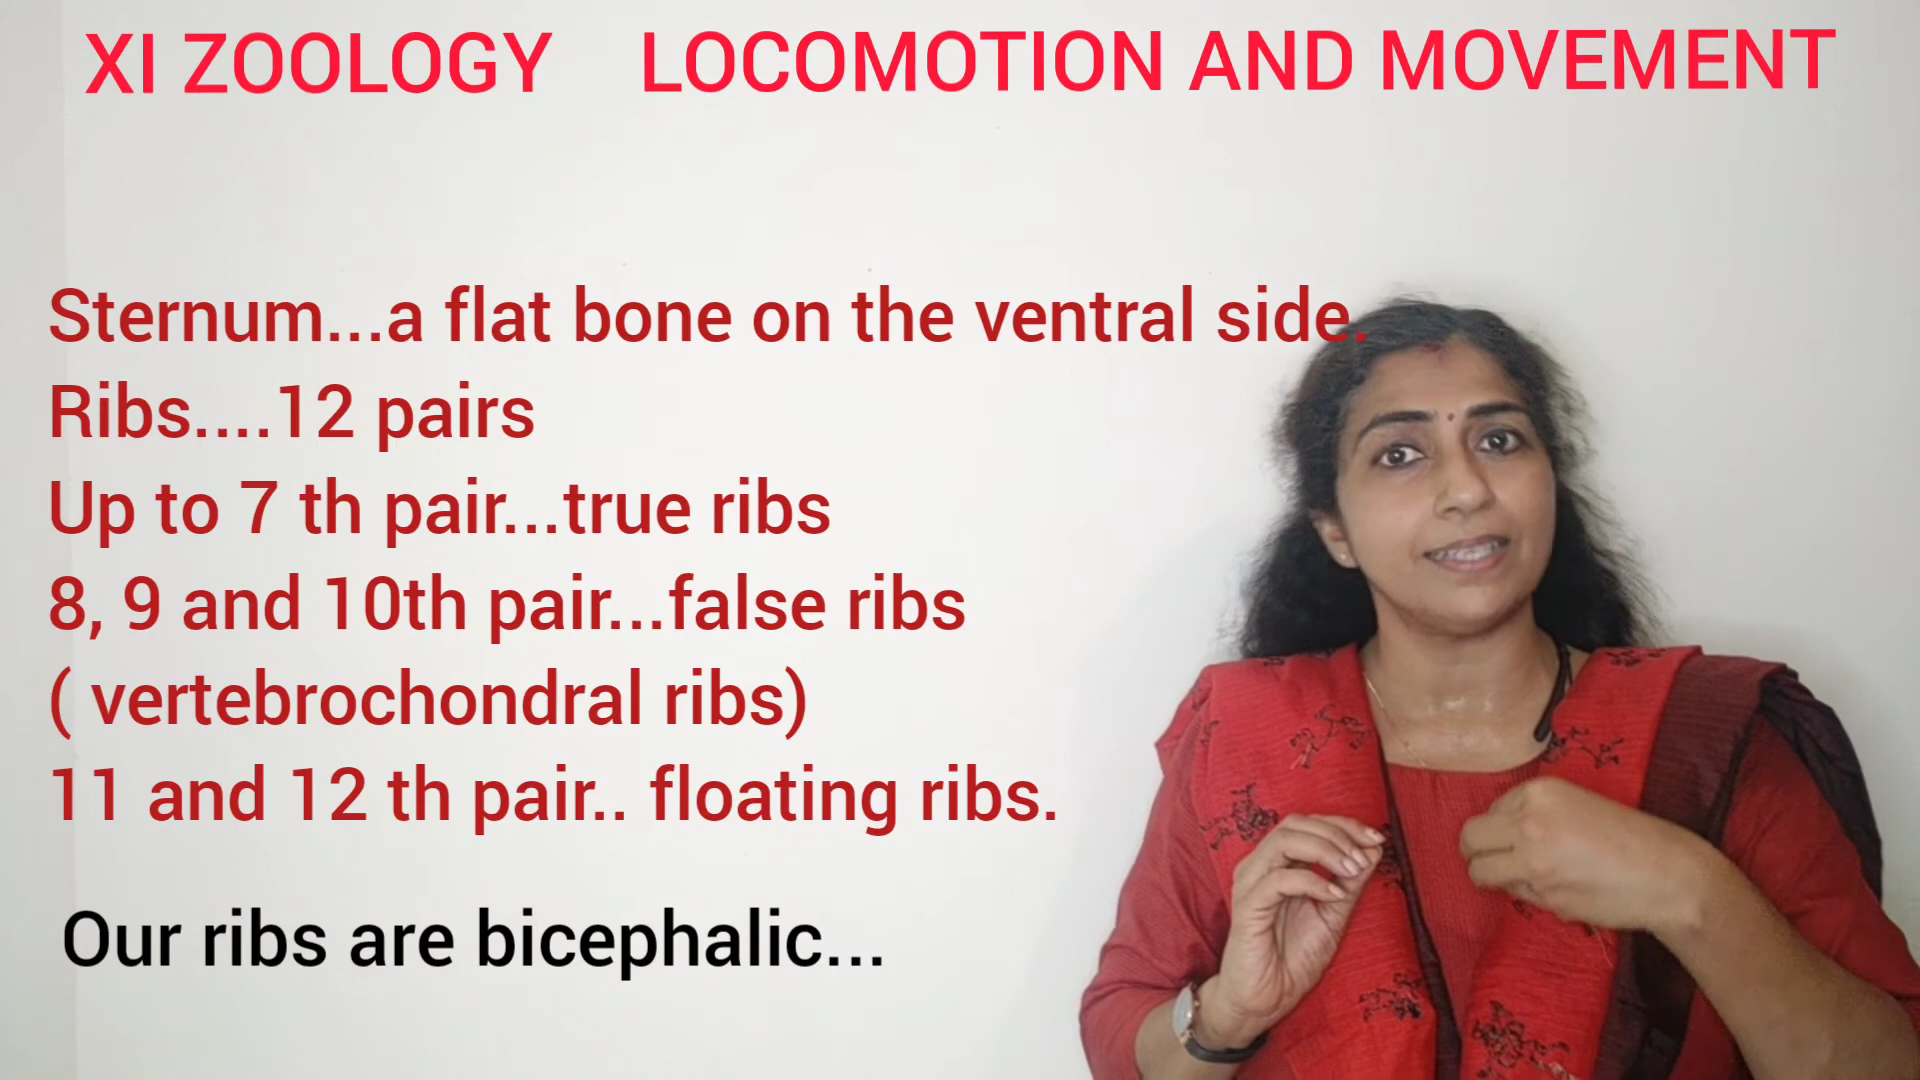 XI ZOOLOGY LOCOMOTION AND MOVEMENT
Sternum...a flat bone on the ventral side.
Ribs....12 pairs
Up to 7 th pair...true ribs
8, 9 and 10th pair...false ribs
( vertebrochondral ribs)
11 and 12 th pair.. floating ribs.
Our ribs are bicephalic...